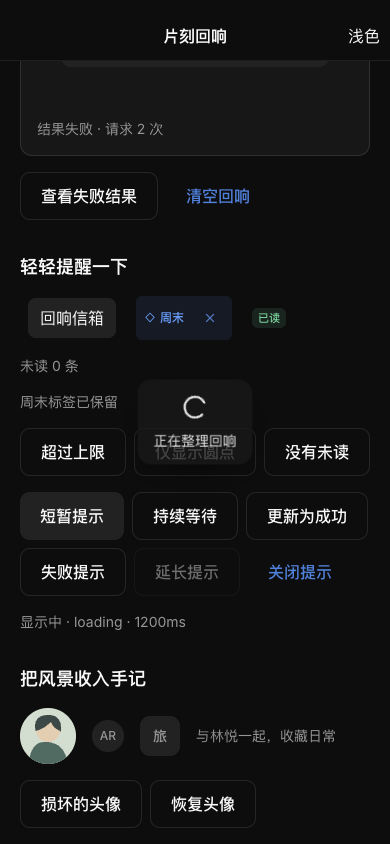 片刻回响
浅色
结果失败 · 请求 2 次
查看失败结果
清空回响
轻轻提醒一下
回响信箱
周末
已读
未读 0 条
周末标签已保留
正在整理回响
超过上限
仅显示圆点
没有未读
短暂提示
持续等待
更新为成功
失败提示
延长提示
关闭提示
显示中 · loading · 1200ms
把风景收入手记
AR
旅
与林悦一起，收藏日常
损坏的头像
恢复头像